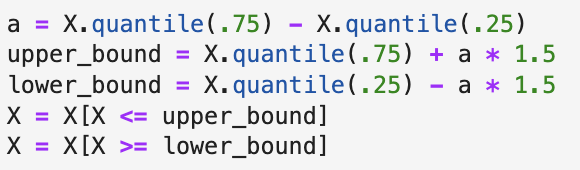 a = X.quantile(.75) - X.quantile(.25)
upper_bound = X.quantile(.75) + a * 1.5
lower_bound = X.quantile(.25) - a * 1.5
X = X[X <= upper_bound]
X = X[X >= lower_bound]